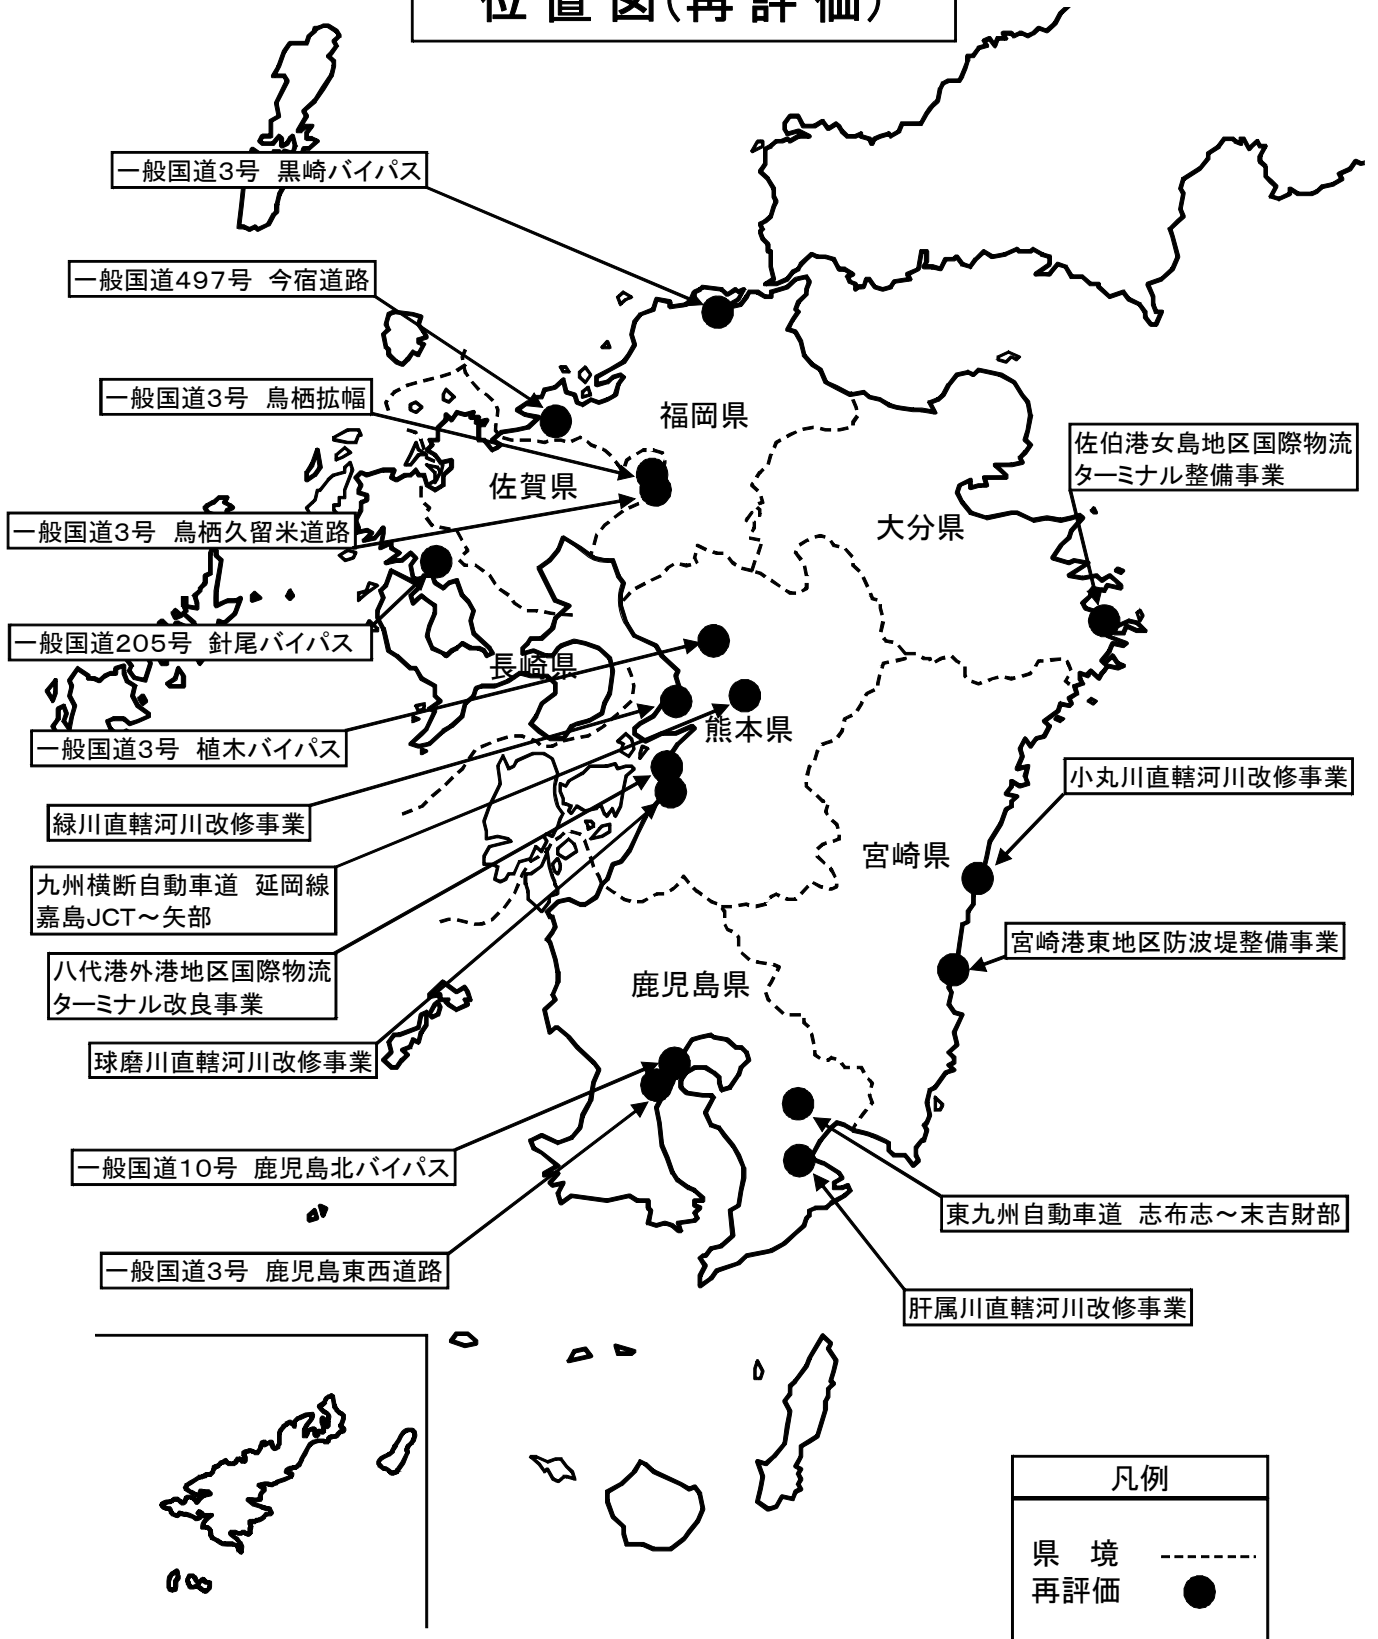 位置図(再評価)
一般国道3号　黒崎バイパス
一般国道497号　今宿道路
一般国道3号　鳥栖拡幅
福岡県
佐伯港女島地区国際物流
ターミナル整備事業
佐賀県
大分県
一般国道3号　鳥栖久留米道路
一般国道205号　針尾バイパス
長崎県
熊本県
一般国道3号　植木バイパス
小丸川直轄河川改修事業
緑川直轄河川改修事業
宮崎県
九州横断自動車道　延岡線
嘉島JCT～矢部
宮崎港東地区防波堤整備事業
八代港外港地区国際物流
ターミナル改良事業
鹿児島県
球磨川直轄河川改修事業
一般国道10号　鹿児島北バイパス
東九州自動車道　志布志～末吉財部
一般国道3号　鹿児島東西道路
肝属川直轄河川改修事業
凡例
県　境
再評価